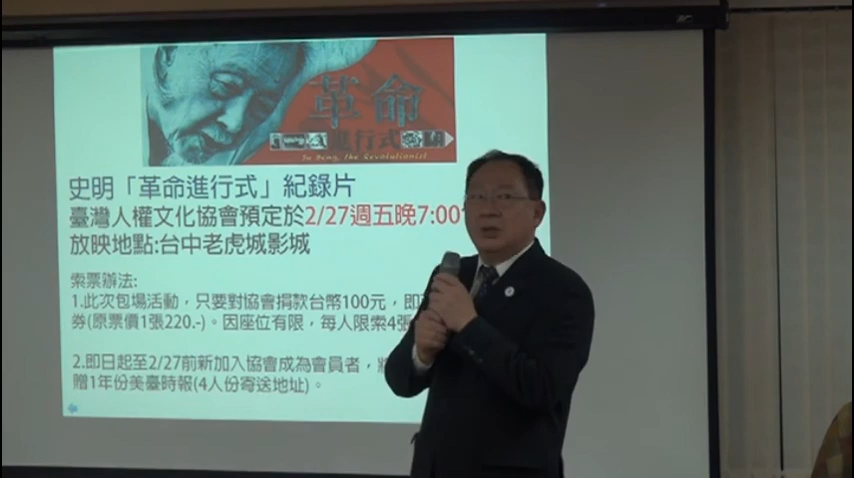 革命
進行式
Su Beng, The Revolutionist
史明「革命進行式」紀錄片
臺灣人權文化協會預定於2/27週五晚7:00
放映地點:台中老虎城影城
索票辦法:
1.此次包場活動，只要對協會捐款台幣100元，即
券(原票價1張220.-)。因座位有限，每人限索4張
2.即日起至2/27前新加入協會成為會員者，
贈1年份美臺時報(4人份寄送地址)。